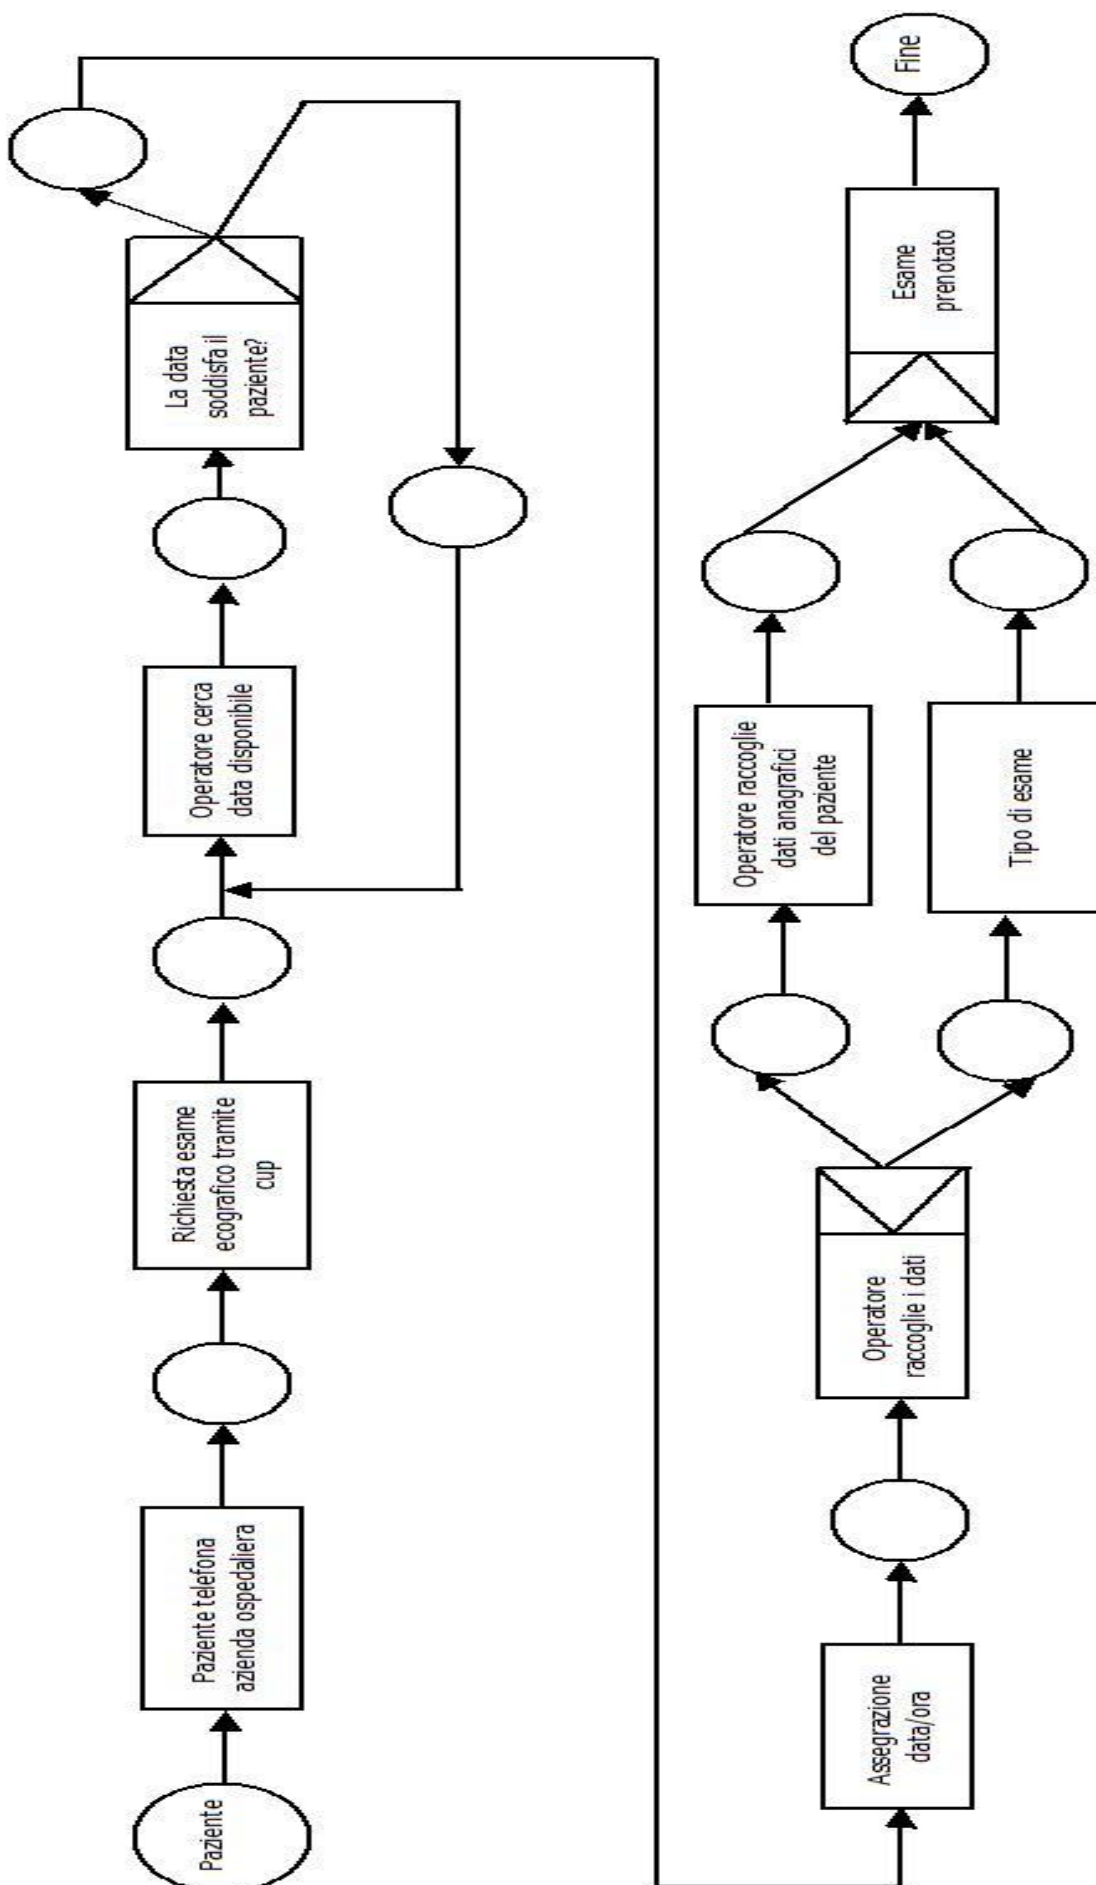 Paziente
Paziente telefona
azienda ospedaliera
Richiesta esame
ecografico tramite
cup
Operatore cerca
data disponibile
La data
soddisfa il
paziente?
Assegrazione
data/ora
Operatore
raccoglie i dati
Operatore raccoglie
dati anagrafici
del paziente
Tipo di esame
Esame
prenotato
Fine